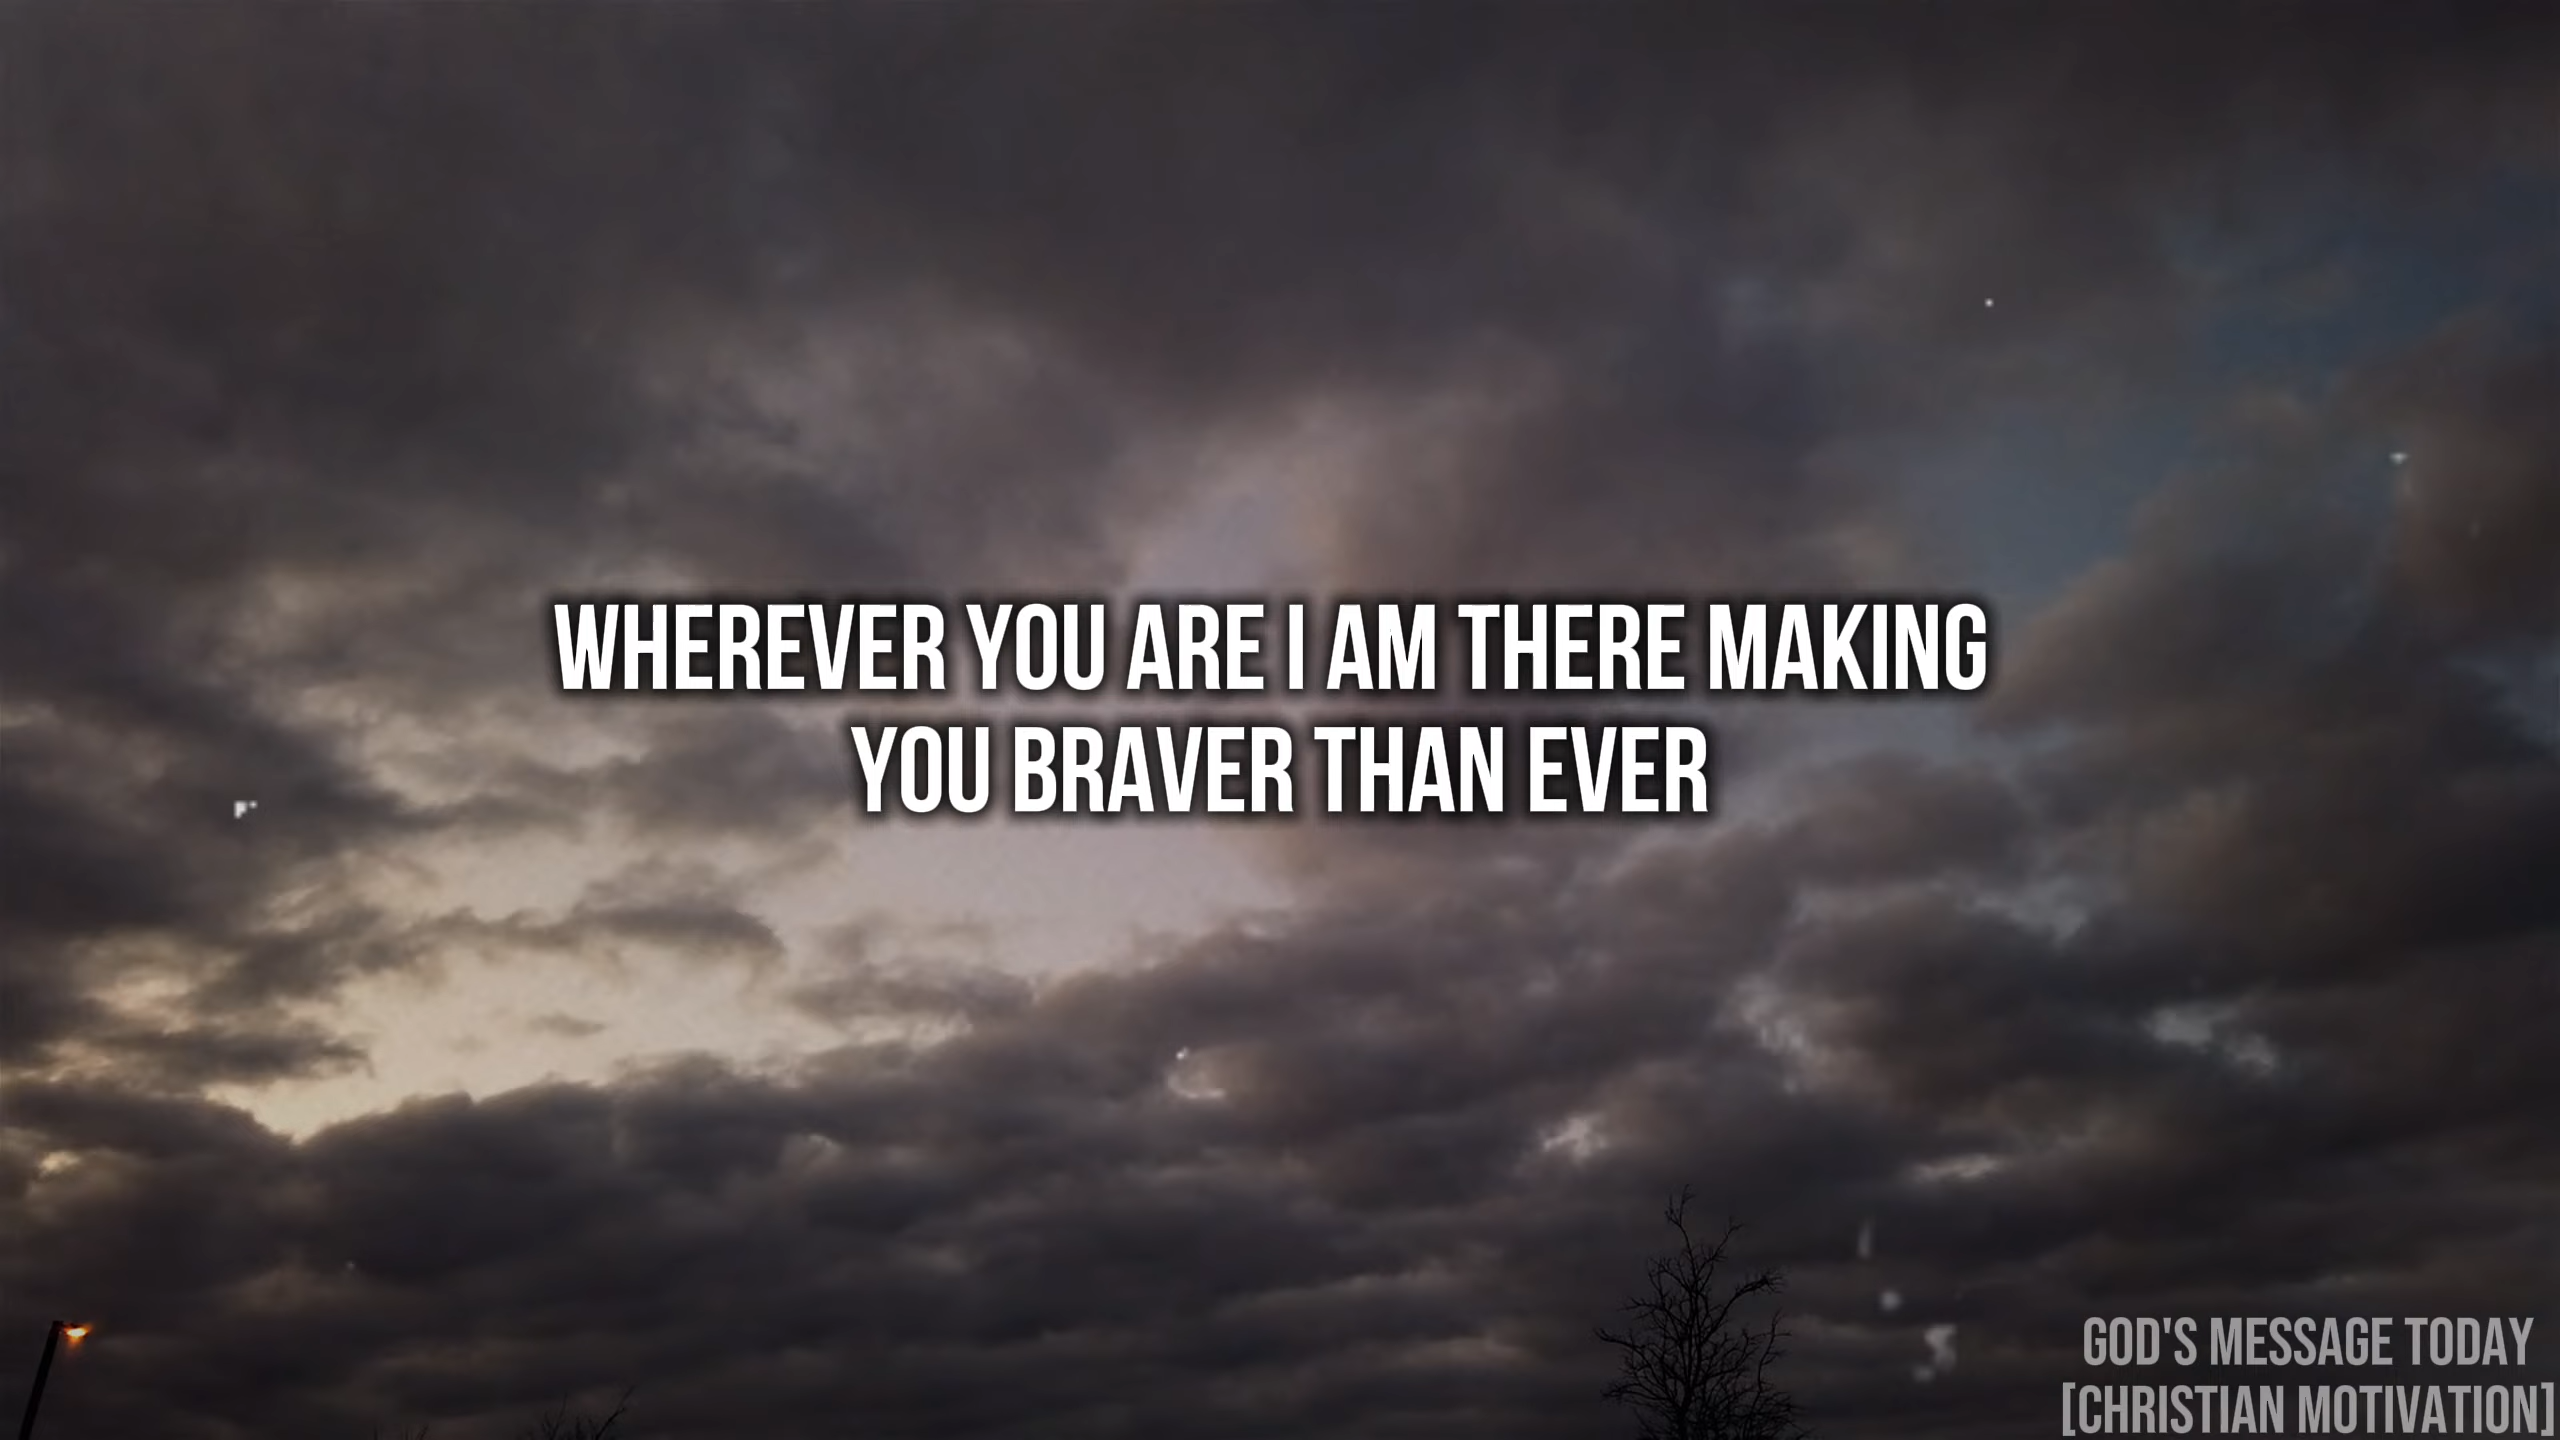 WHEREVER YOU ARE I AM THERE MAKING
YOU BRAVER THAN EVER
GOD'S MESSAGE TODAY
[CHRISTIAN MOTIVATION]